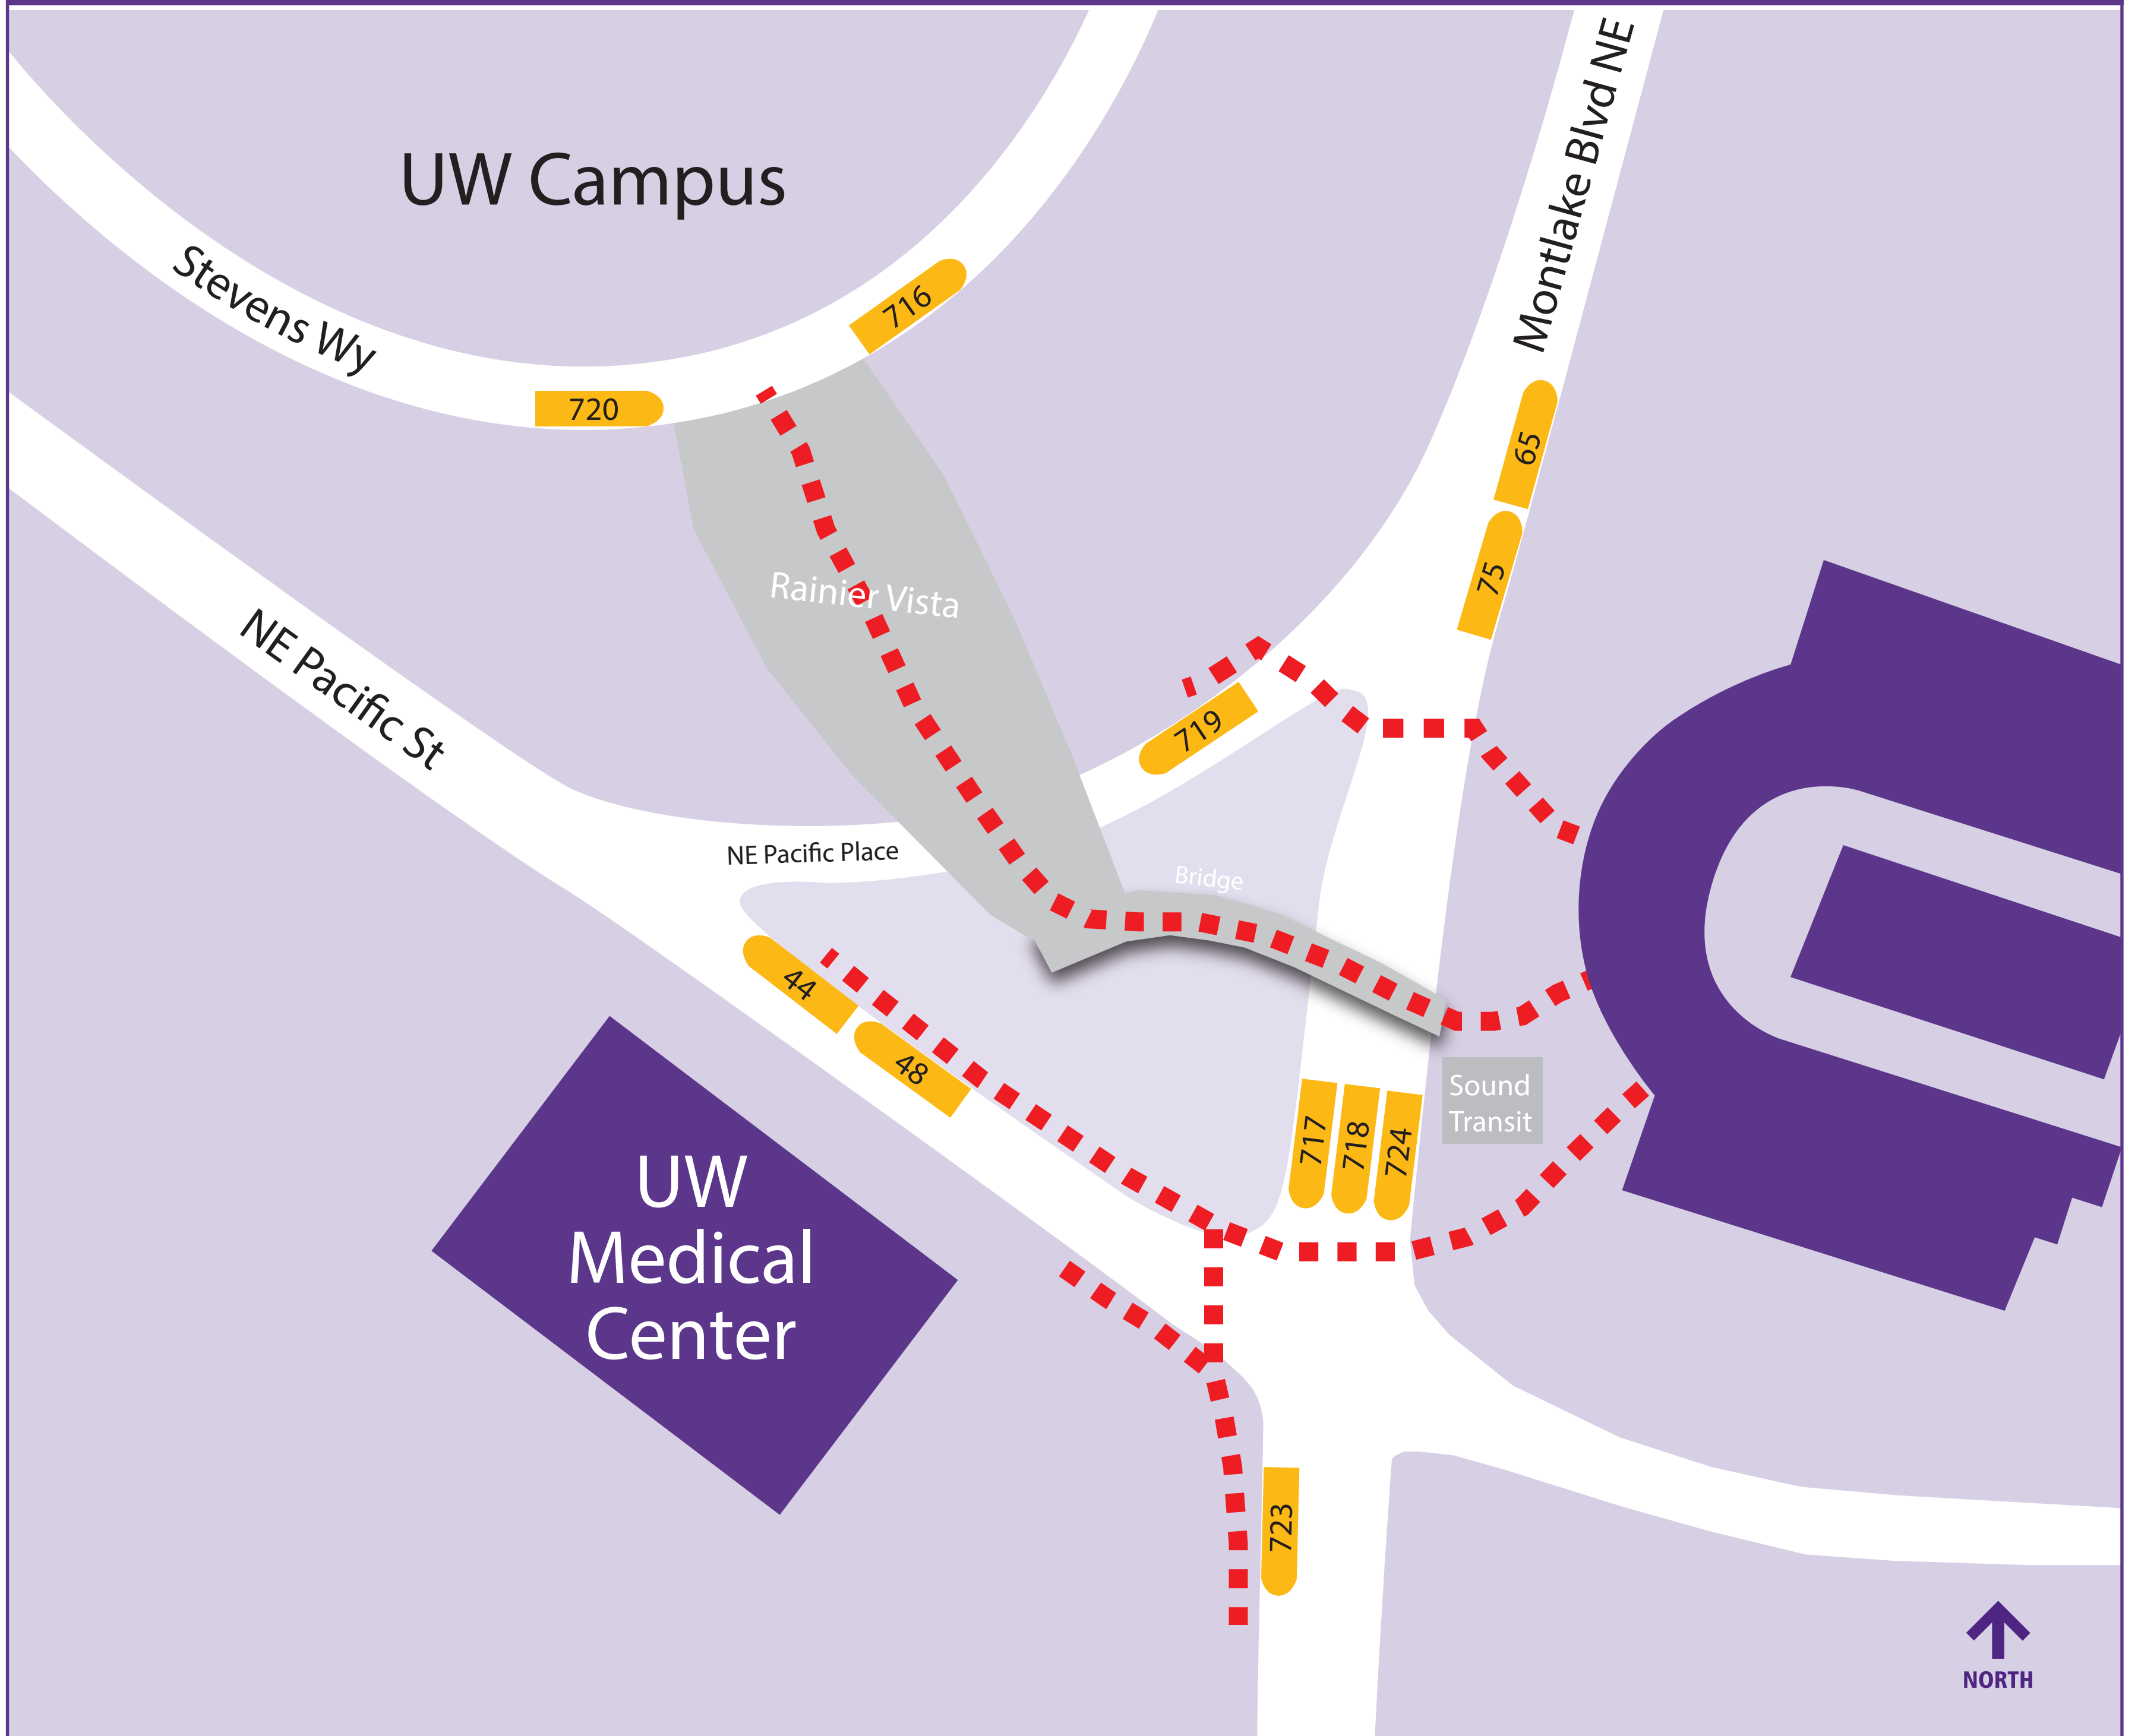 Montlake Blvd NE
UW Campus
Stevens Wy
716
720
65
75
Rainier Vista
NE Pacific St
719
NE Pacific Place
Bridge
44
48
Sound
Transit
717
718
724
UW
Medical
Center
723
NORTH